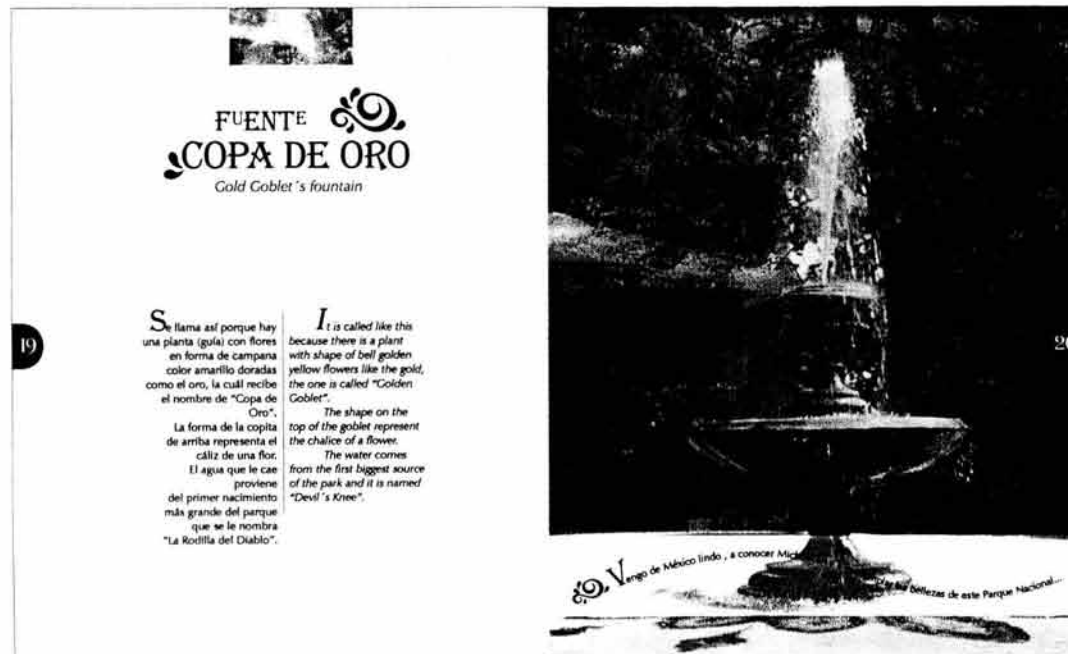 FUENTE
COPA DE ORO
Gold Goblet´s fountain
19
Se llama así porque hay
una planta (guía) con flores
en forma de campana
color amarillo doradas
como el oro, la cuál recibe
el nombre de "Copa de
Oro".
La forma de la copita
de arriba representa el
cáliz de una flor.
El agua que le cae
proviene
del primer nacimiento
más grande del parque
que se le nombra
"La Rodilla del Diablo".
It is called like this
because there is a plant
with shape of bell golden
yellow flowers like the gold,
the one is called "Golden
Goblet".
The shape on the
top of the goblet represent
the chalice of a flower.
The water comes
from the first biggest source
of the park and it is named
"Devil´s Knee".
Vengo de México lindo , a conocer
bellezas de este Parque Nacional...